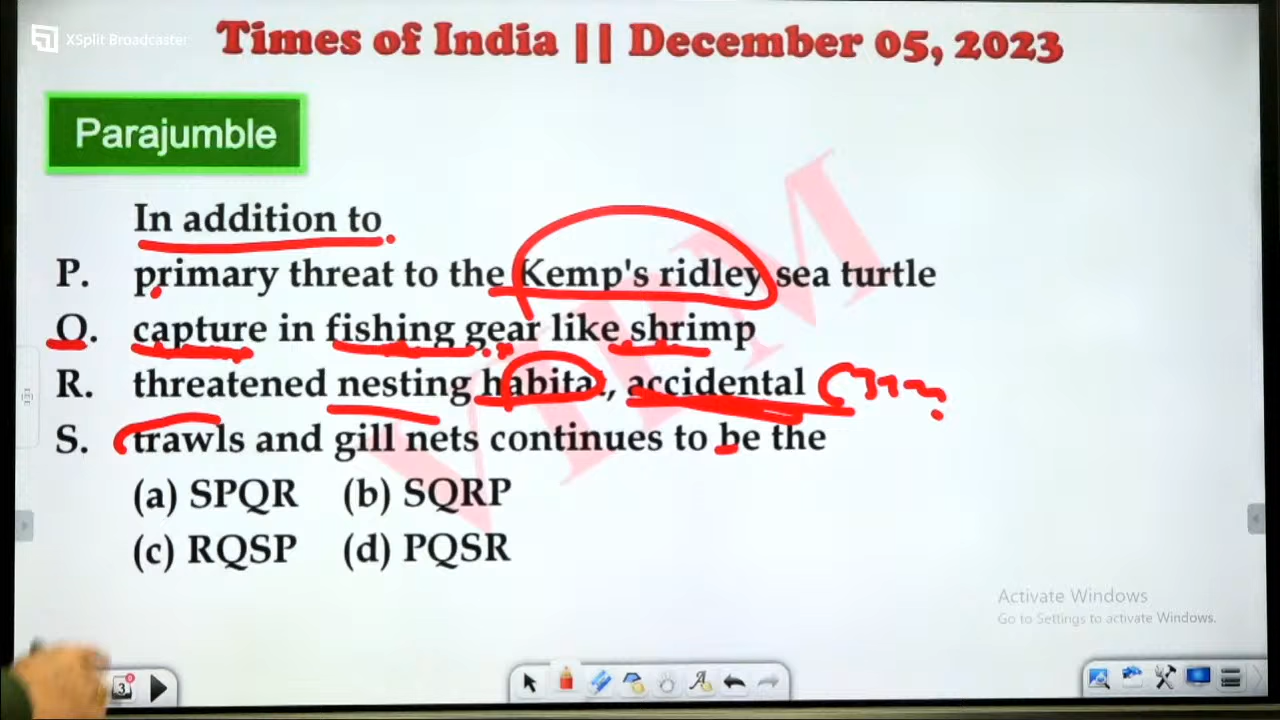 XSplit Broadcaster
Times of India || December 05, 2023
Parajumble
In addition to
P. primary threat to the Kemp's ridley sea turtle
Q. capture in fishing gear like shrimp
R. threatened nesting habitat, accidental
S. trawls and gill nets continues to be the
(a) SPQR (b) SQRP
(c) RQSP (d) PQSR
VTPM
Activate Windows
Go to Settings to activate Windows.
3